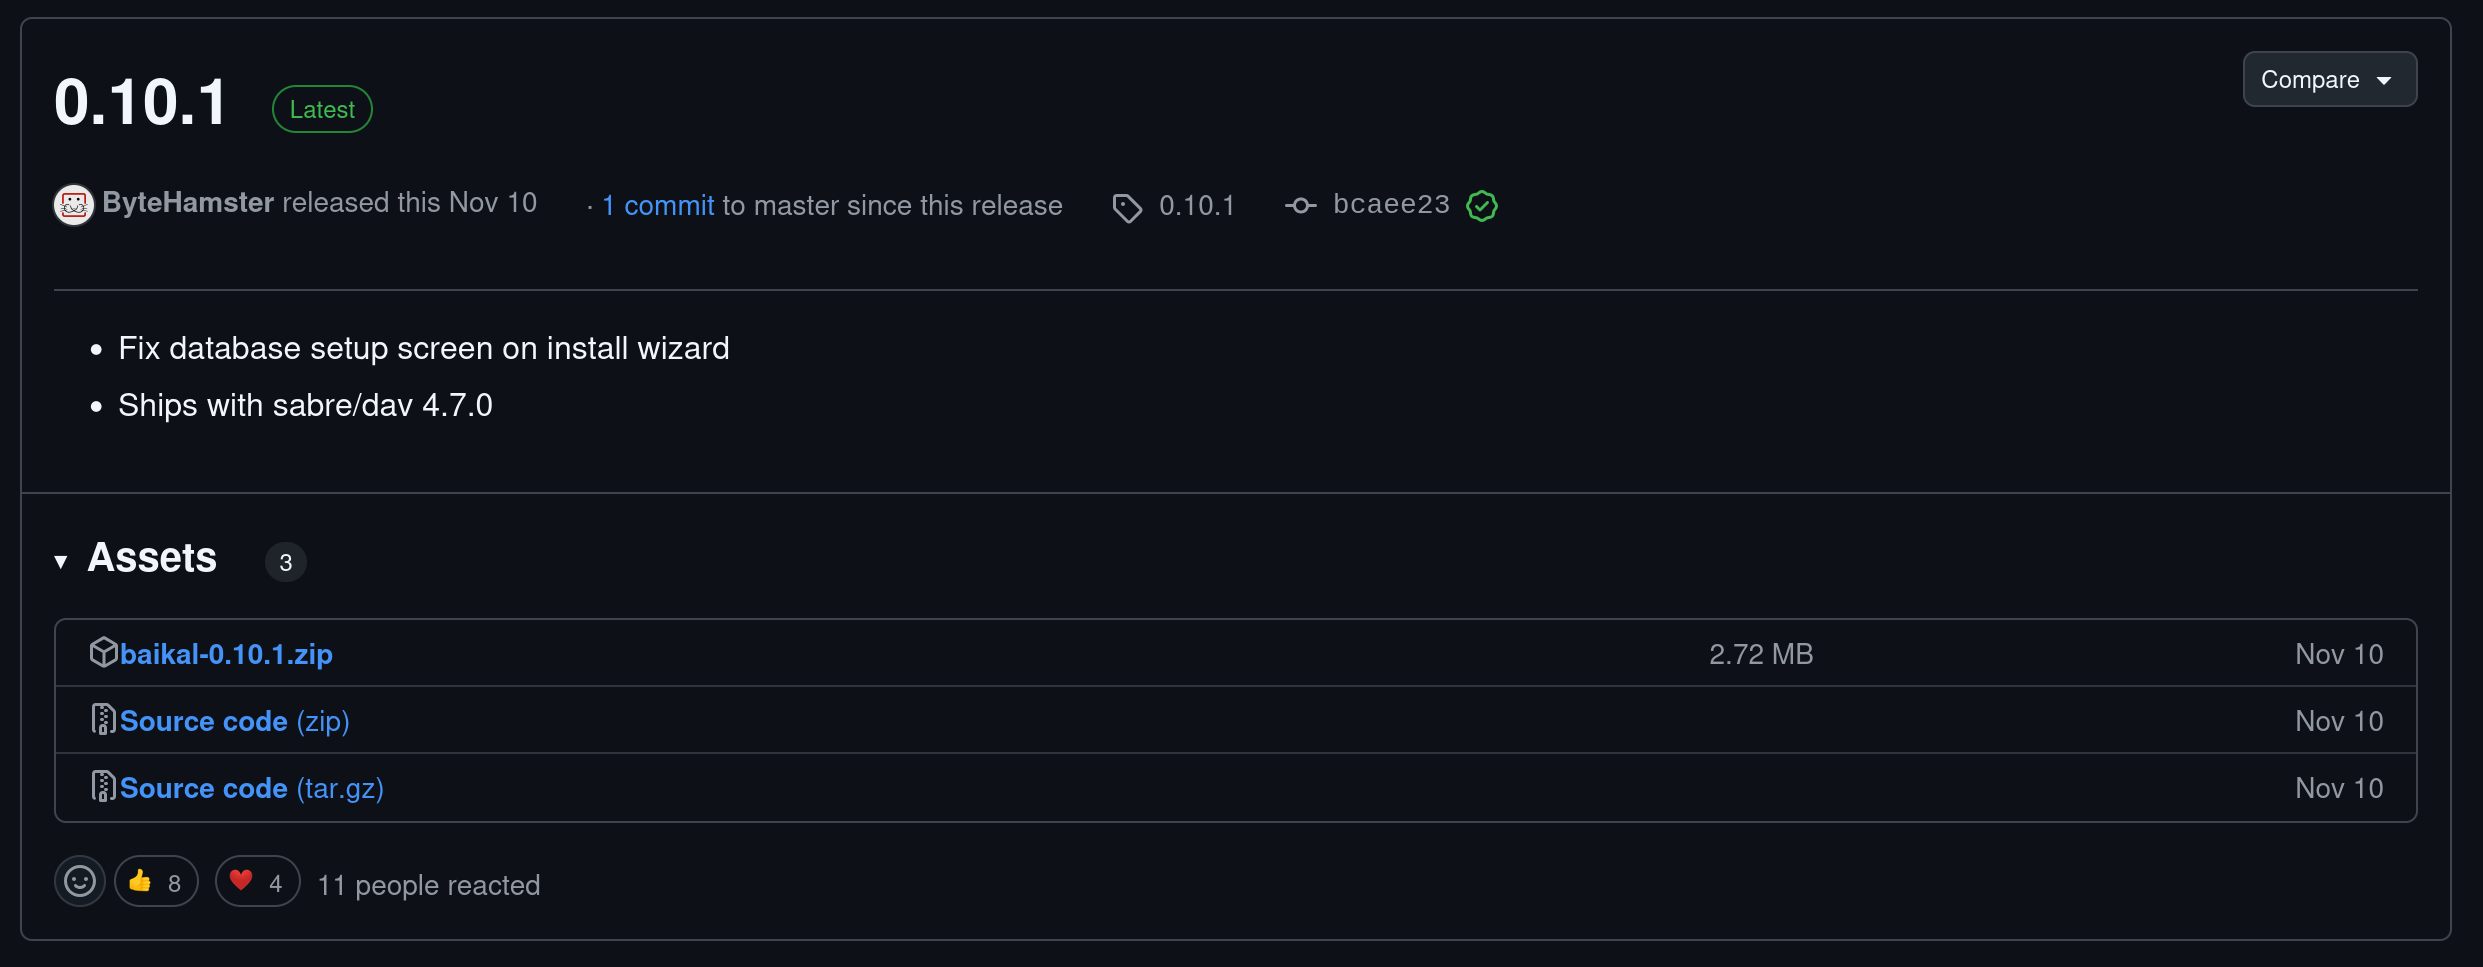 0.10.1 Latest Compare
ByteHamster released this Nov 10 · 1 commit to master since this release 0.10.1 bcaee23
• Fix database setup screen on install wizard
• Ships with sabre/dav 4.7.0
▾ Assets 3
baikal-0.10.1.zip 2.72 MB Nov 10
Source code (zip) Nov 10
Source code (tar.gz) Nov 10
👍 8 ❤️ 4 11 people reacted